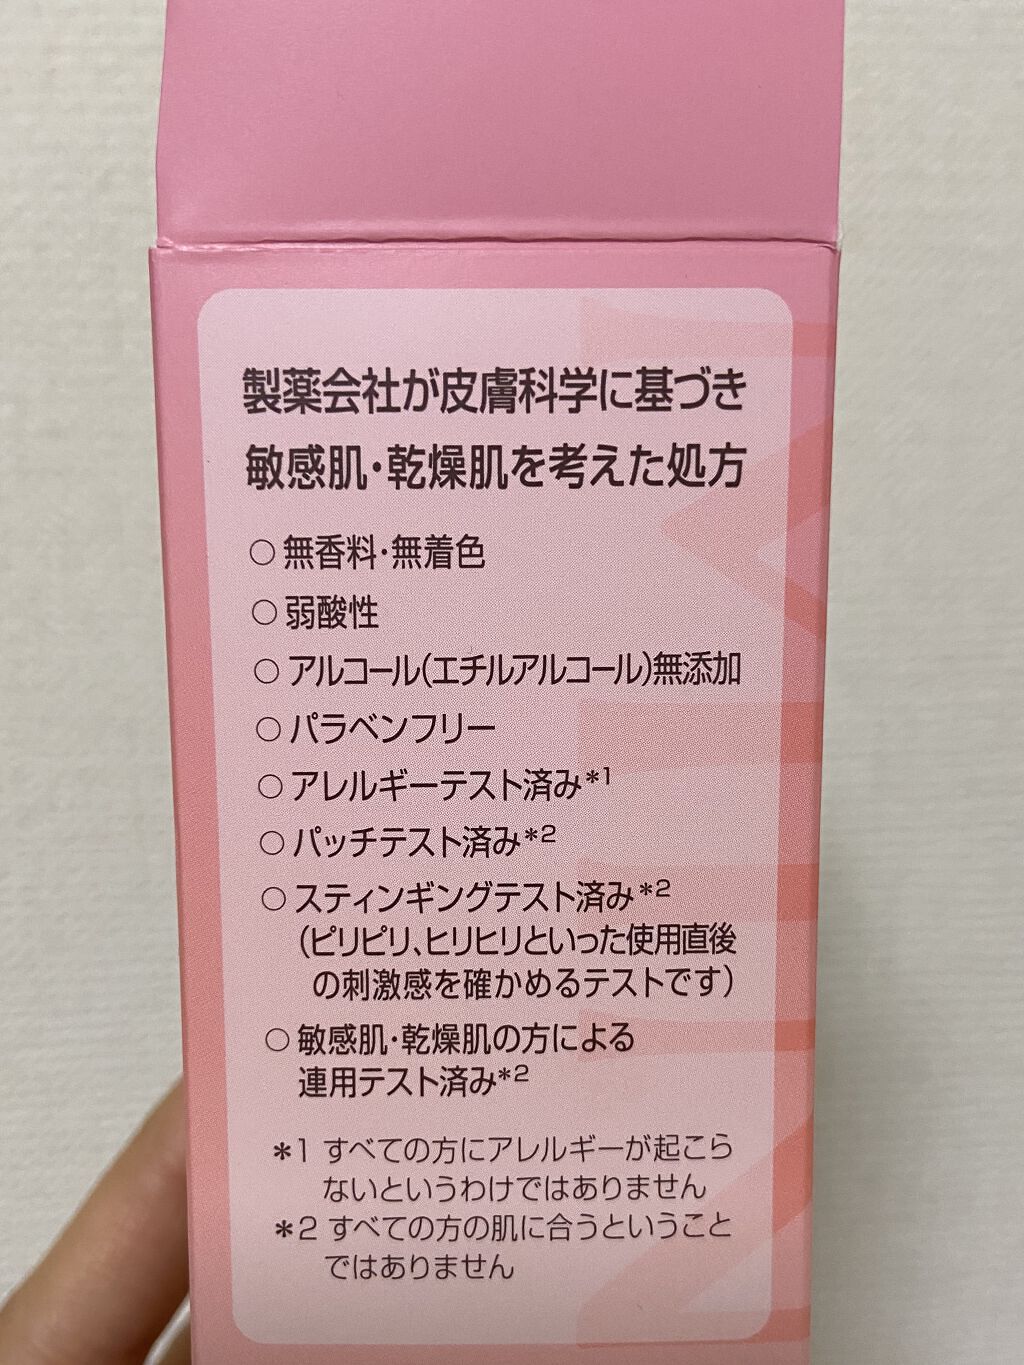 製薬会社が皮膚科学に基づき
敏感肌・乾燥肌を考えた処方
○ 無香料・無着色
○ 弱酸性
○ アルコール(エチルアルコール)無添加
○ パラベンフリー
○ アレルギーテスト済み*1
○ パッチテスト済み*2
○ スティンギングテスト済み*2
(ピリピリ、ヒリヒリといった使用直後
の刺激感を確かめるテストです)
○ 敏感肌・乾燥肌の方による
連用テスト済み*2
*1 すべての方にアレルギーが起こら
ないというわけではありません
*2 すべての方の肌に合うということ
ではありません